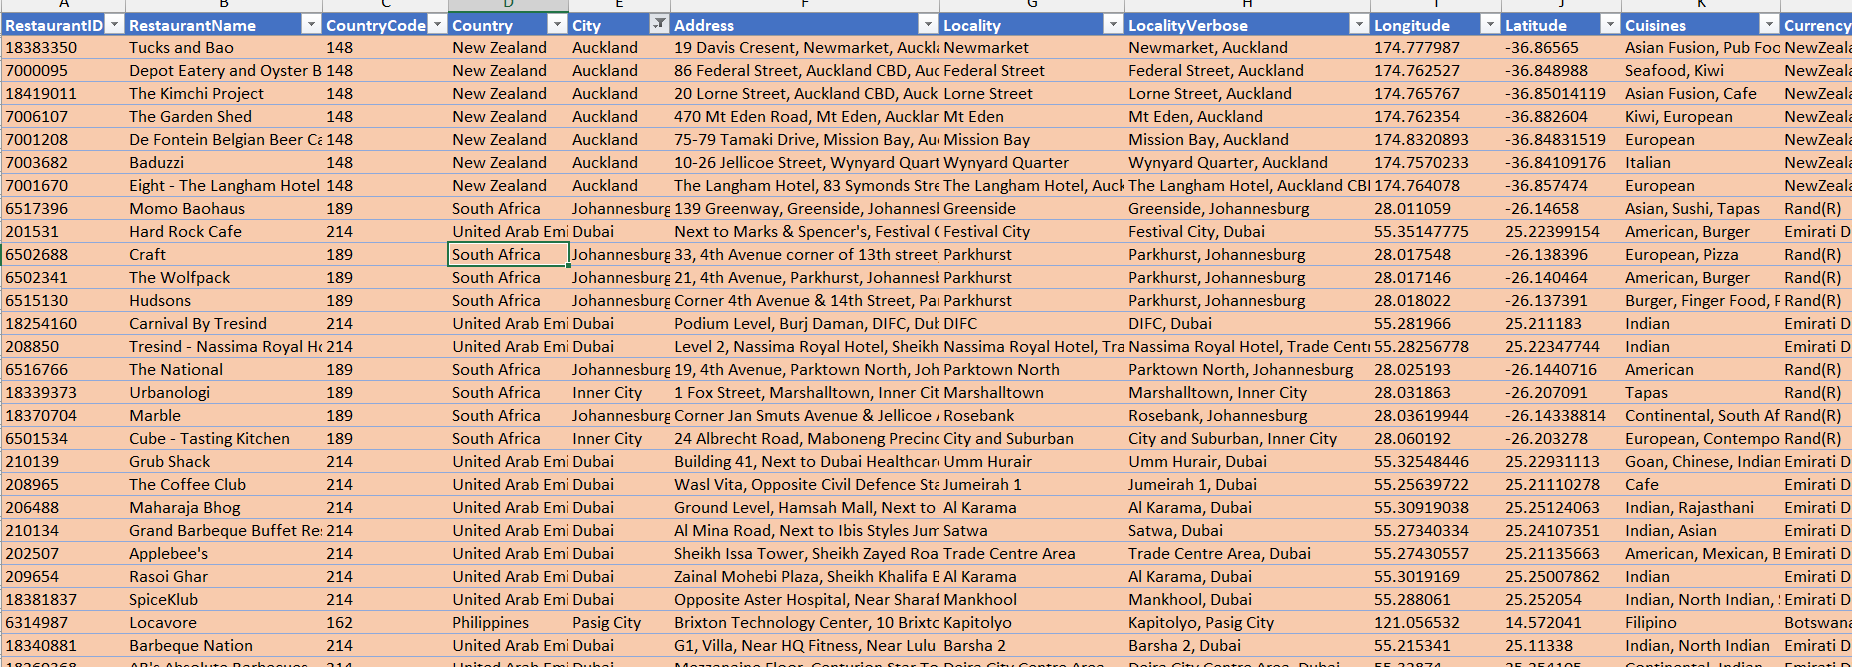 A B C D E F G H I J K
RestaurantID RestaurantName CountryCode Country City Address Locality LocalityVerbose Longitude Latitude Cuisines Currency
18383350 Tucks and Bao 148 New Zealand Auckland 19 Davis Cresent, Newmarket, Auckl Newmarket Newmarket, Auckland 174.777987 -36.86565 Asian Fusion, Pub Foo NewZeala
7000095 Depot Eatery and Oyster B 148 New Zealand Auckland 86 Federal Street, Auckland CBD, Auc Federal Street Federal Street, Auckland 174.762527 -36.848988 Seafood, Kiwi NewZeala
18419011 The Kimchi Project 148 New Zealand Auckland 20 Lorne Street, Auckland CBD, Auck Lorne Street Lorne Street, Auckland 174.765767 -36.85014119 Asian Fusion, Cafe NewZeala
7006107 The Garden Shed 148 New Zealand Auckland 470 Mt Eden Road, Mt Eden, Aucklan Mt Eden Mt Eden, Auckland 174.762354 -36.882604 Kiwi, European NewZeala
7001208 De Fontein Belgian Beer Ca 148 New Zealand Auckland 75-79 Tamaki Drive, Mission Bay, Au Mission Bay Mission Bay, Auckland 174.8320893 -36.84831519 European NewZeala
7003682 Baduzzi 148 New Zealand Auckland 10-26 Jellicoe Street, Wynyard Quart Wynyard Quarter Wynyard Quarter, Auckland 174.7570233 -36.84109176 Italian NewZeala
7001670 Eight - The Langham Hotel 148 New Zealand Auckland The Langham Hotel, 83 Symonds Stre The Langham Hotel, Auck The Langham Hotel, Auckland CBI 174.764078 -36.857474 European NewZeala
6517396 Momo Baohaus 189 South Africa Johannesburg 139 Greenway, Greenside, Johannesl Greenside Greenside, Johannesburg 28.011059 -26.14658 Asian, Sushi, Tapas Rand(R)
201531 Hard Rock Cafe 214 United Arab Emi Dubai Next to Marks & Spencer's, Festival C Festival City Festival City, Dubai 55.35147775 25.22399154 American, Burger Emirati D
6502688 Craft 189 South Africa Johannesburg 33, 4th Avenue corner of 13th street Parkhurst Parkhurst, Johannesburg 28.017548 -26.138396 European, Pizza Rand(R)
6502341 The Wolfpack 189 South Africa Johannesburg 21, 4th Avenue, Parkhurst, Johannesl Parkhurst Parkhurst, Johannesburg 28.017146 -26.140464 American, Burger Rand(R)
6515130 Hudsons 189 South Africa Johannesburg Corner 4th Avenue & 14th Street, Pa Parkhurst Parkhurst, Johannesburg 28.018022 -26.137391 Burger, Finger Food, F Rand(R)
18254160 Carnival By Tresind 214 United Arab Emi Dubai Podium Level, Burj Daman, DIFC, Dub DIFC DIFC, Dubai 55.281966 25.211183 Indian Emirati D
208850 Tresind - Nassima Royal Ho 214 United Arab Emi Dubai Level 2, Nassima Royal Hotel, Sheikh Nassima Royal Hotel, Tra Nassima Royal Hotel, Trade Centr 55.28256778 25.22347744 Indian Emirati D
6516766 The National 189 South Africa Johannesburg 19, 4th Avenue, Parktown North, Joh Parktown North Parktown North, Johannesburg 28.025193 -26.1440716 American Rand(R)
18339373 Urbanologi 189 South Africa Inner City 1 Fox Street, Marshalltown, Inner Cit Marshalltown Marshalltown, Inner City 28.031863 -26.207091 Tapas Rand(R)
18370704 Marble 189 South Africa Johannesburg Corner Jan Smuts Avenue & Jellicoe Rosebank Rosebank, Johannesburg 28.03619944 -26.14338814 Continental, South Af Rand(R)
6501534 Cube - Tasting Kitchen 189 South Africa Inner City 24 Albrecht Road, Maboneng Precinc City and Suburban City and Suburban, Inner City 28.060192 -26.203278 European, Contempo Rand(R)
210139 Grub Shack 214 United Arab Emi Dubai Building 41, Next to Dubai Healthcar Umm Hurair Umm Hurair, Dubai 55.32548446 25.22931113 Goan, Chinese, Indian Emirati D
208965 The Coffee Club 214 United Arab Emi Dubai Wasl Vita, Opposite Civil Defence Sta Jumeirah 1 Jumeirah 1, Dubai 55.25639722 25.21110278 Cafe Emirati D
206488 Maharaja Bhog 214 United Arab Emi Dubai Ground Level, Hamsah Mall, Next to Al Karama Al Karama, Dubai 55.30919038 25.25124063 Indian, Rajasthani Emirati D
210134 Grand Barbeque Buffet Re 214 United Arab Emi Dubai Al Mina Road, Next to Ibis Styles Jum Satwa Satwa, Dubai 55.27340334 25.24107351 Indian, Asian Emirati D
202507 Applebee's 214 United Arab Emi Dubai Sheikh Issa Tower, Sheikh Zayed Roa Trade Centre Area Trade Centre Area, Dubai 55.27430557 25.21135663 American, Mexican, B Emirati D
209654 Rasoi Ghar 214 United Arab Emi Dubai Zainal Mohebi Plaza, Sheikh Khalifa E Al Karama Al Karama, Dubai 55.3019169 25.25007862 Indian Emirati D
18381837 SpiceKlub 214 United Arab Emi Dubai Opposite Aster Hospital, Near Sharaf Mankhool Mankhool, Dubai 55.288061 25.252054 Indian, North Indian, Emirati D
6314987 Locavore 162 Philippines Pasig City Brixton Technology Center, 10 Brixto Kapitolyo Kapitolyo, Pasig City 121.056532 14.572041 Filipino Botswana
18340881 Barbeque Nation 214 United Arab Emi Dubai G1, Villa, Near HQ Fitness, Near Lulu Barsha 2 Barsha 2, Dubai 55.215341 25.11338 Indian, North Indian Emirati D